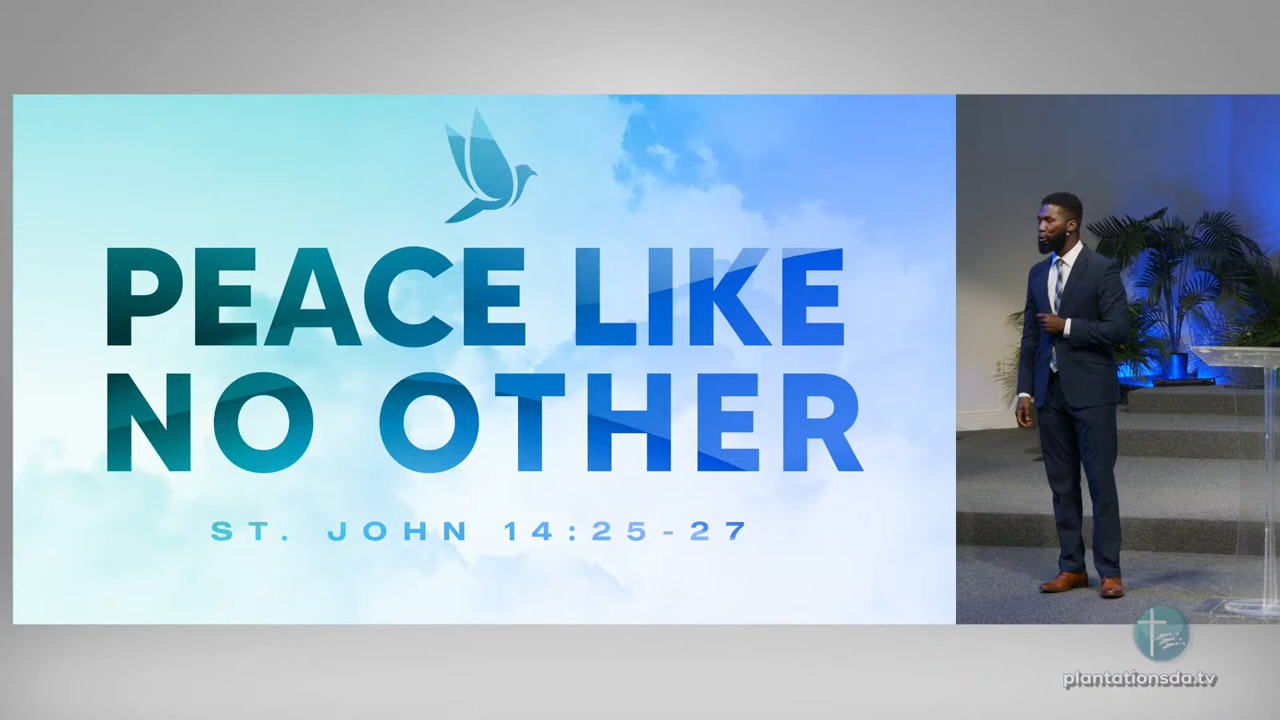 PEACE LIKE
NO OTHER
ST. JOHN 14:25-27
plantationsda.tv